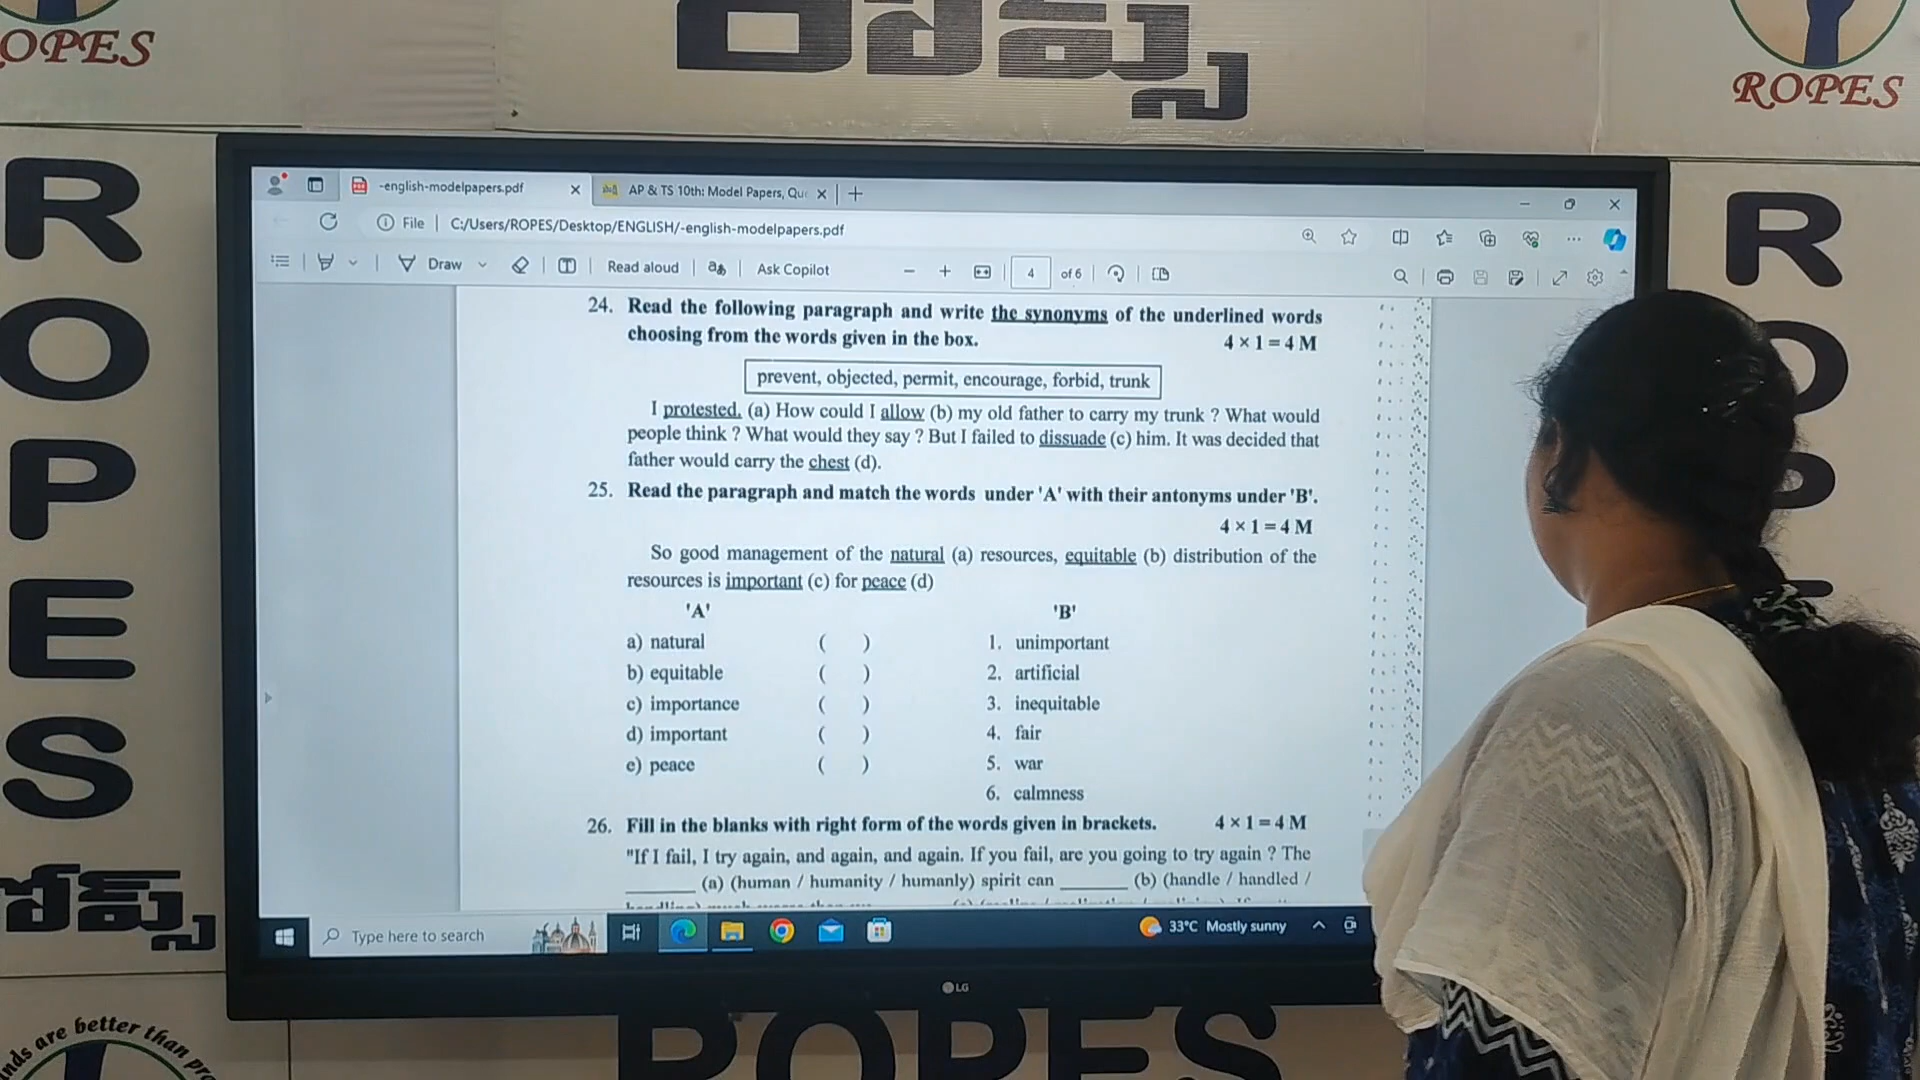 OPES
రోప్స్
ROPES
ROPES
రోప్స్
-english-modelpapers.pdf
AP & TS 10th: Model Papers, Qu
File
C:/Users/ROPES/Desktop/ENGLISH/-english-modelpapers.pdf
Draw
Read aloud
Ask Copilot
4 of 6
24. Read the following paragraph and write the synonyms of the underlined words
choosing from the words given in the box. 4 × 1 = 4 M
prevent, objected, permit, encourage, forbid, trunk
I protested. (a) How could I allow (b) my old father to carry my trunk ? What would
people think ? What would they say ? But I failed to dissuade (c) him. It was decided that
father would carry the chest (d).
25. Read the paragraph and match the words under 'A' with their antonyms under 'B'.
4 × 1 = 4 M
So good management of the natural (a) resources, equitable (b) distribution of the
resources is important (c) for peace (d)
'A' 'B'
a) natural ( ) 1. unimportant
b) equitable ( ) 2. artificial
c) importance ( ) 3. inequitable
d) important ( ) 4. fair
e) peace ( ) 5. war
6. calmness
26. Fill in the blanks with right form of the words given in brackets. 4 × 1 = 4 M
"If I fail, I try again, and again, and again. If you fail, are you going to try again ? The
______ (a) (human / humanity / humanly) spirit can ______ (b) (handle / handled /
Type here to search
33°C Mostly sunny
LG
nds are better than pr
ROPES
R
O
P